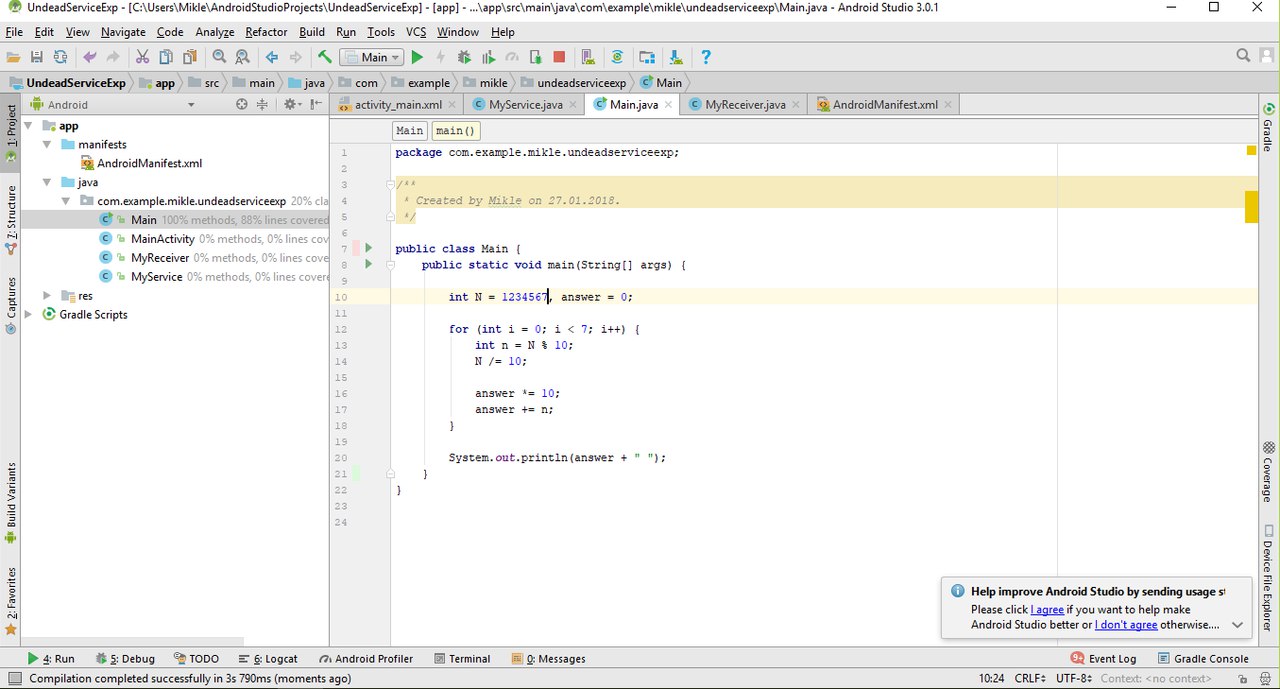 UndeadServiceExp - [C:\Users\Mikle\AndroidStudioProjects\UndeadServiceExp] - [app] - ...\app\src\main\java\com\example\mikle\undeadserviceexp\Main.java - Android Studio 3.0.1
File Edit View Navigate Code Analyze Refactor Build Run Tools VCS Window Help
Main
UndeadServiceExp app src main java com example mikle undeadserviceexp Main
Android
activity_main.xml MyService.java Main.java MyReceiver.java AndroidManifest.xml
1: Project
Z: Structure
Captures
Build Variants
2: Favorites
app
manifests
AndroidManifest.xml
java
com.example.mikle.undeadserviceexp 20% cla
Main 100% methods, 88% lines covered
MainActivity 0% methods, 0% lines cov
MyReceiver 0% methods, 0% lines cove
MyService 0% methods, 0% lines covere
res
Gradle Scripts
Main main()
1 package com.example.mikle.undeadserviceexp;
2
3 /**
4 * Created by Mikle on 27.01.2018.
5 */
6
7 public class Main {
8 public static void main(String[] args) {
9
10 int N = 1234567, answer = 0;
11
12 for (int i = 0; i < 7; i++) {
13 int n = N % 10;
14 N /= 10;
15
16 answer *= 10;
17 answer += n;
18 }
19
20 System.out.println(answer + " ");
21 }
22 }
23
24
Gradle
Coverage
Device File Explorer
Help improve Android Studio by sending usage st
Please click I agree if you want to help make
Android Studio better or I don't agree otherwise....
4: Run 5: Debug TODO 6: Logcat Android Profiler Terminal 0: Messages 9+ Event Log Gradle Console
Compilation completed successfully in 3s 790ms (moments ago) 10:24 CRLF UTF-8 Context: <no context>